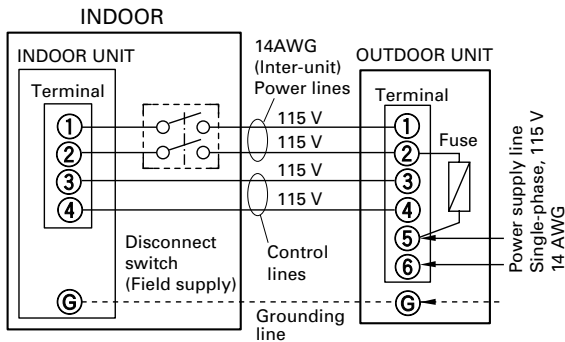 INDOOR
INDOOR UNIT
Terminal
1
2
3
4
G
Disconnect
switch
(Field supply)
14AWG
(Inter-unit)
Power lines
115 V
115 V
115 V
115 V
Control
lines
Grounding
line
OUTDOOR UNIT
Terminal
1
2
3
4
5
6
G
Fuse
Power supply line
Single-phase, 115 V
14 AWG